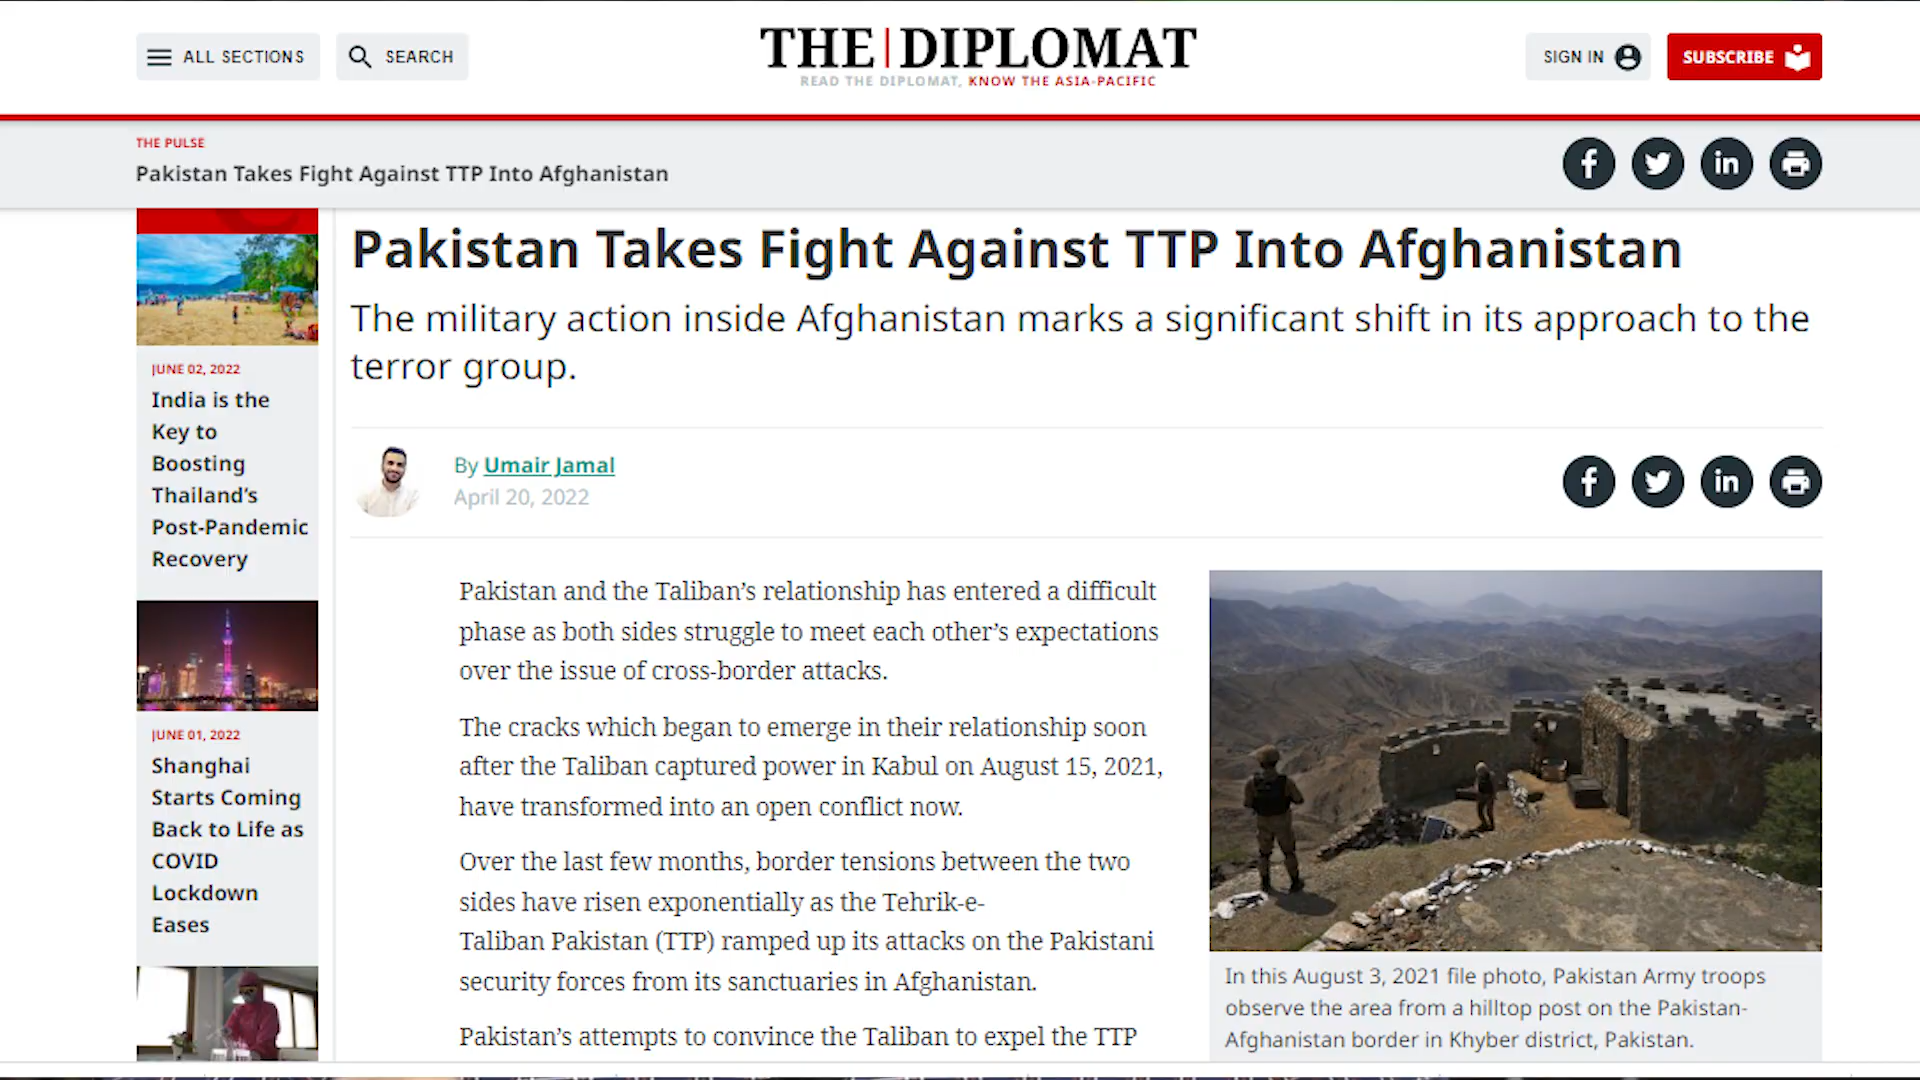 ALL SECTIONS
SEARCH
THE|DIPLOMAT
READ THE DIPLOMAT, KNOW THE ASIA-PACIFIC
SIGN IN
SUBSCRIBE
THE PULSE
Pakistan Takes Fight Against TTP Into Afghanistan
JUNE 02, 2022
India is the
Key to
Boosting
Thailand’s
Post-Pandemic
Recovery
JUNE 01, 2022
Shanghai
Starts Coming
Back to Life as
COVID
Lockdown
Eases
Pakistan Takes Fight Against TTP Into Afghanistan
The military action inside Afghanistan marks a significant shift in its approach to the
terror group.
By Umair Jamal
April 20, 2022
Pakistan and the Taliban’s relationship has entered a difficult
phase as both sides struggle to meet each other’s expectations
over the issue of cross-border attacks.
The cracks which began to emerge in their relationship soon
after the Taliban captured power in Kabul on August 15, 2021,
have transformed into an open conflict now.
Over the last few months, border tensions between the two
sides have risen exponentially as the Tehrik-e-
Taliban Pakistan (TTP) ramped up its attacks on the Pakistani
security forces from its sanctuaries in Afghanistan.
Pakistan’s attempts to convince the Taliban to expel the TTP
In this August 3, 2021 file photo, Pakistan Army troops
observe the area from a hilltop post on the Pakistan-
Afghanistan border in Khyber district, Pakistan.